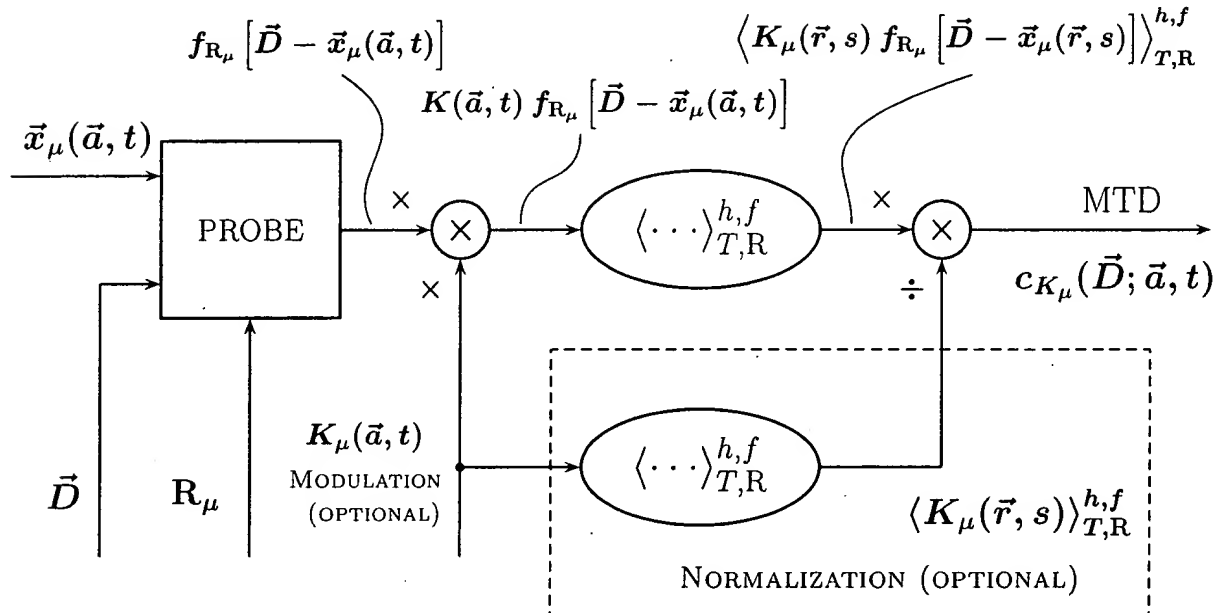 f_{R_μ} [D⃗ − x⃗_μ(a⃗, t)]
⟨K_μ(r⃗, s) f_{R_μ} [D⃗ − x⃗_μ(r⃗, s)]⟩^{h,f}_{T,R}
K(a⃗, t) f_{R_μ} [D⃗ − x⃗_μ(a⃗, t)]
x⃗_μ(a⃗, t)
PROBE
×
×
×
⟨···⟩^{h,f}_{T,R}
×
×
÷
MTD
c_{K_μ}(D⃗; a⃗, t)
D⃗
R_μ
K_μ(a⃗, t)
MODULATION
(OPTIONAL)
⟨···⟩^{h,f}_{T,R}
⟨K_μ(r⃗, s)⟩^{h,f}_{T,R}
NORMALIZATION (OPTIONAL)